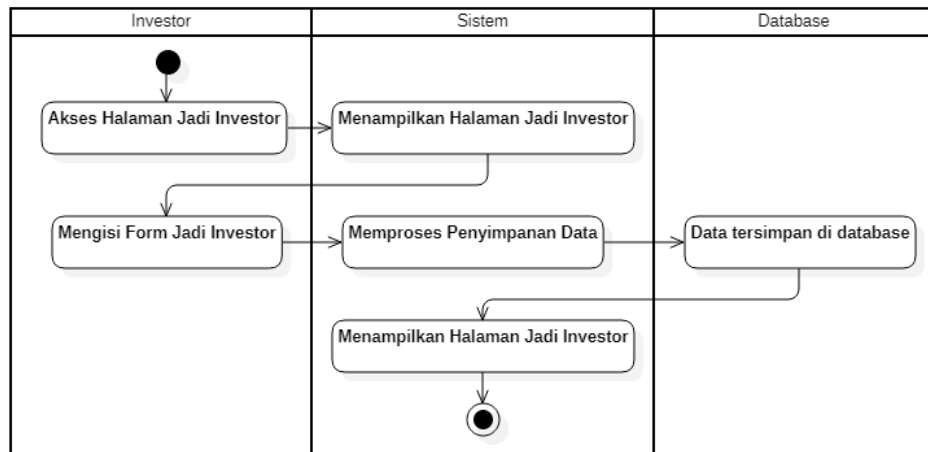 Investor
Sistem
Database
Akses Halaman Jadi Investor
Menampilkan Halaman Jadi Investor
Mengisi Form Jadi Investor
Memproses Penyimpanan Data
Data tersimpan di database
Menampilkan Halaman Jadi Investor